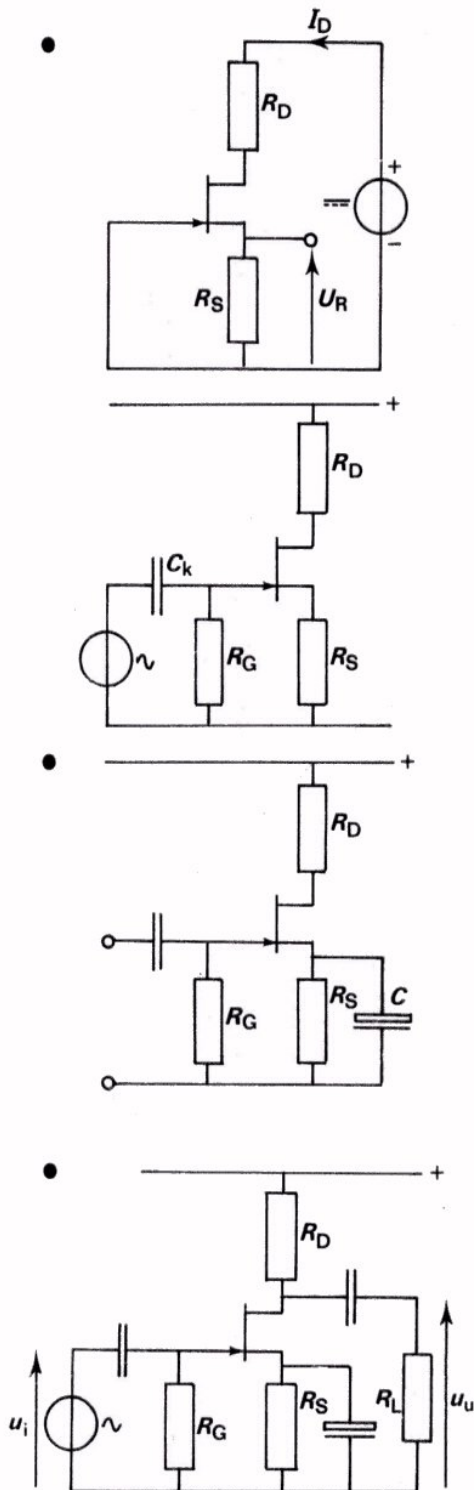 I_D
R_D
+
-
R_S
U_R
+
R_D
C_k
R_G
R_S
+
R_D
R_G
R_S
C
+
R_D
u_i
R_G
R_S
R_L
u_u